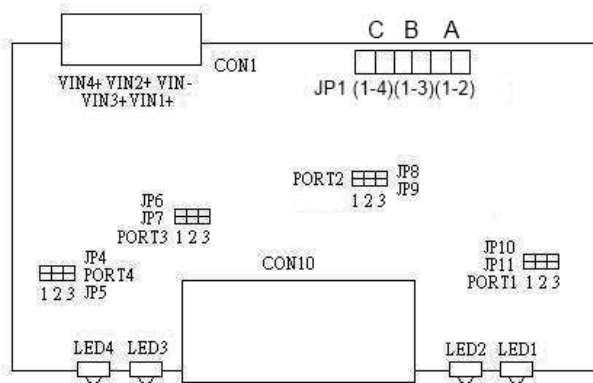 C B A
CON1
VIN4+ VIN2+ VIN-
VIN3+ VIN1+
JP1 (1-4)(1-3)(1-2)
PORT2
JP8
JP9
1 2 3
JP6
JP7
PORT3 1 2 3
JP4
PORT4
JP5
1 2 3
CON10
JP10
JP11
PORT1 1 2 3
LED4 LED3
LED2 LED1